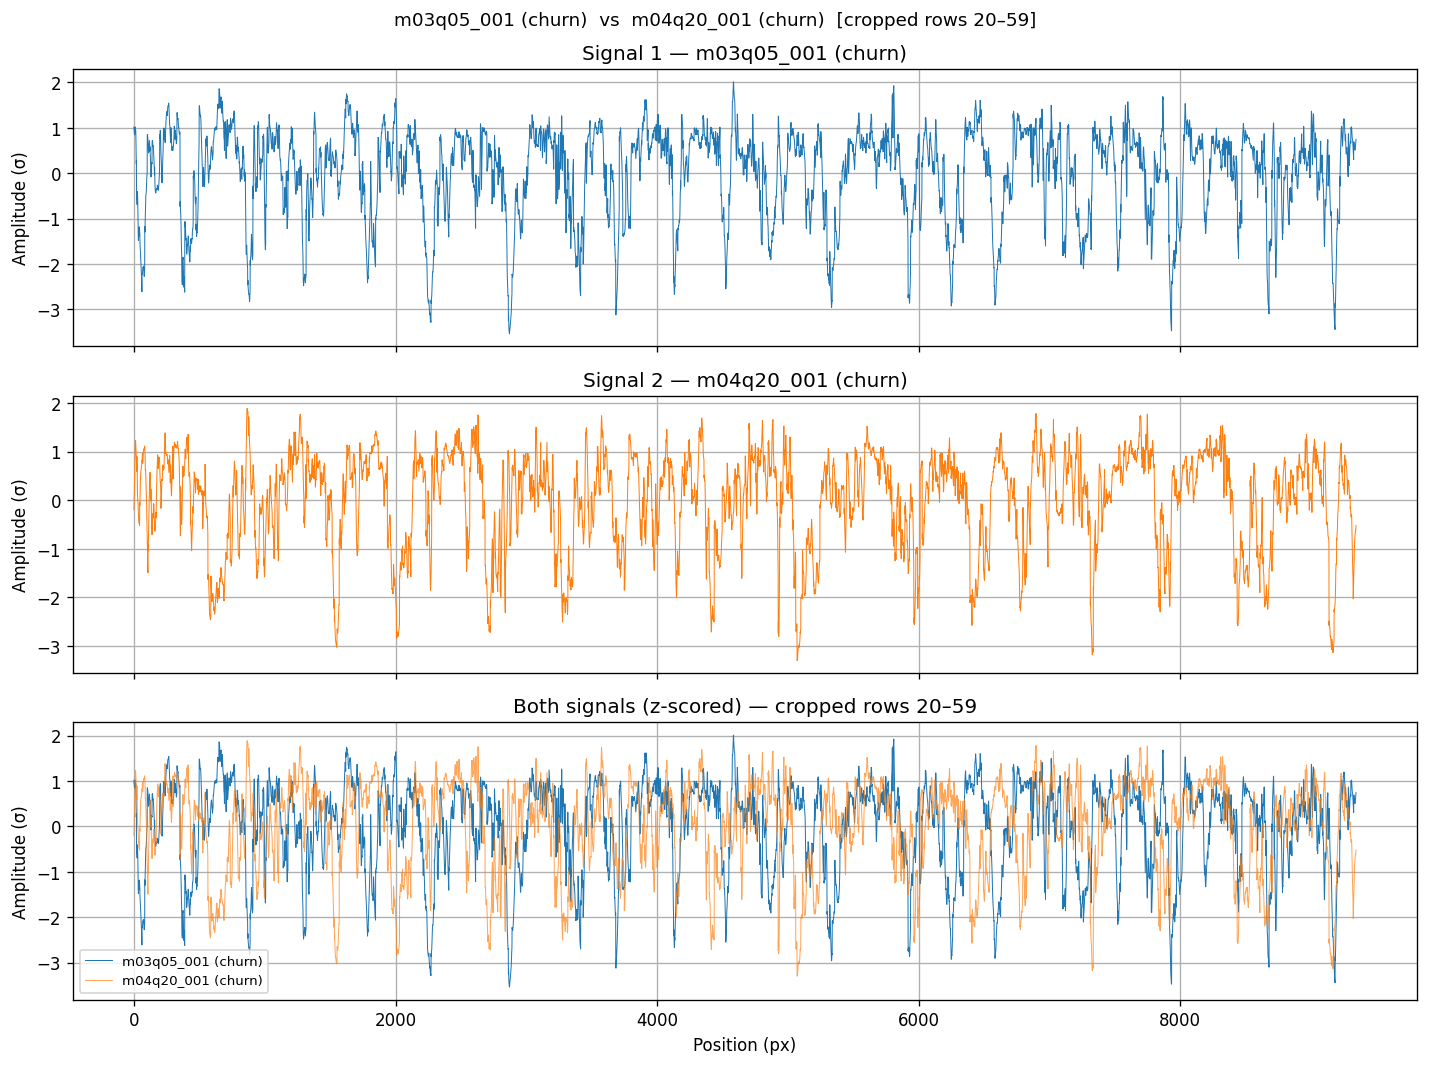 m03q05_001 (churn)  vs  m04q20_001 (churn)  [cropped rows 20–59]
Signal 1 — m03q05_001 (churn)
Amplitude (σ)
2
1
0
−1
−2
−3
Signal 2 — m04q20_001 (churn)
Amplitude (σ)
2
1
0
−1
−2
−3
Both signals (z-scored) — cropped rows 20–59
Amplitude (σ)
2
1
0
−1
−2
−3
m03q05_001 (churn)
m04q20_001 (churn)
0 2000 4000 6000 8000
Position (px)